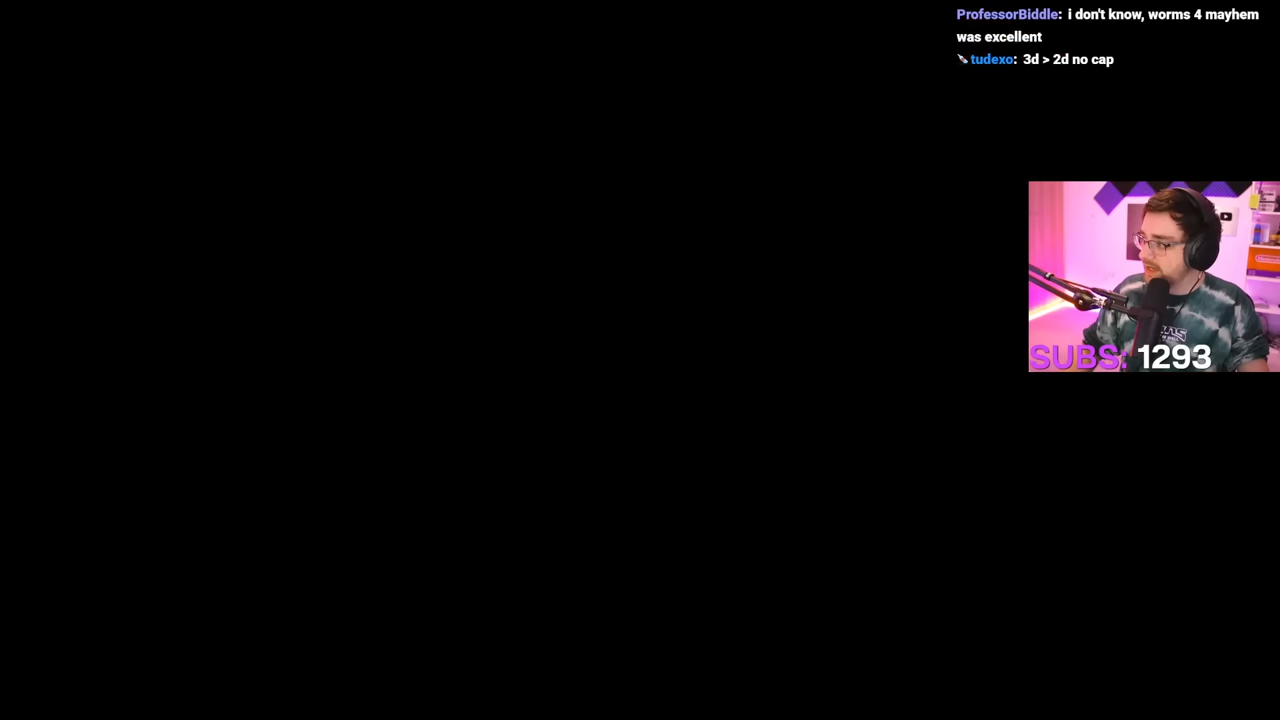 ProfessorBiddle: i don't know, worms 4 mayhem
was excellent
tudexo: 3d > 2d no cap
SUBS: 1293